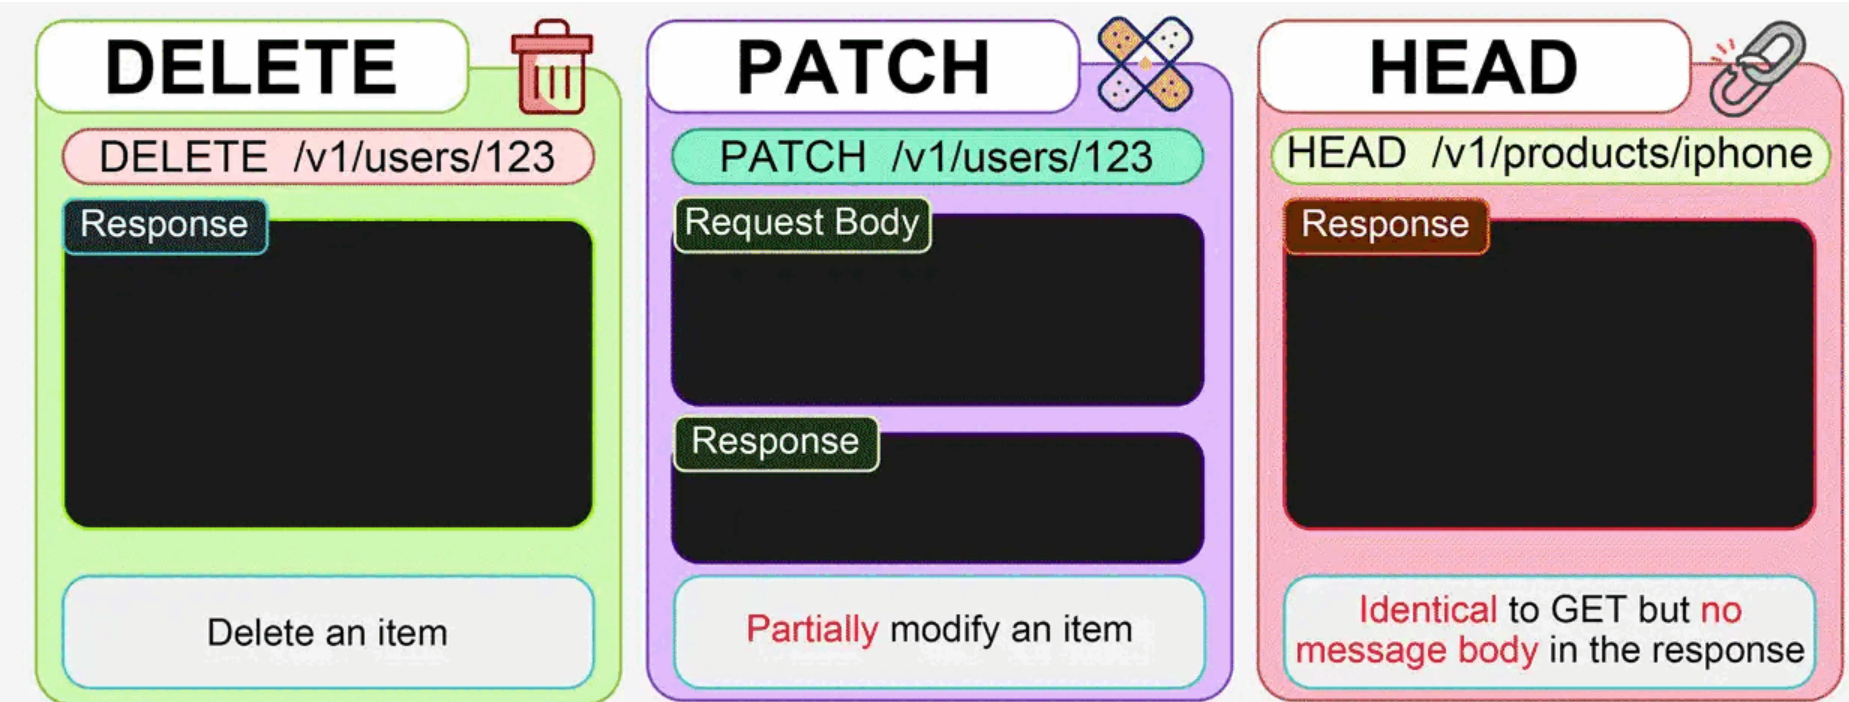 DELETE
DELETE /v1/users/123
Response
Delete an item
PATCH
PATCH /v1/users/123
Request Body
Response
Partially modify an item
HEAD
HEAD /v1/products/iphone
Response
Identical to GET but no
message body in the response